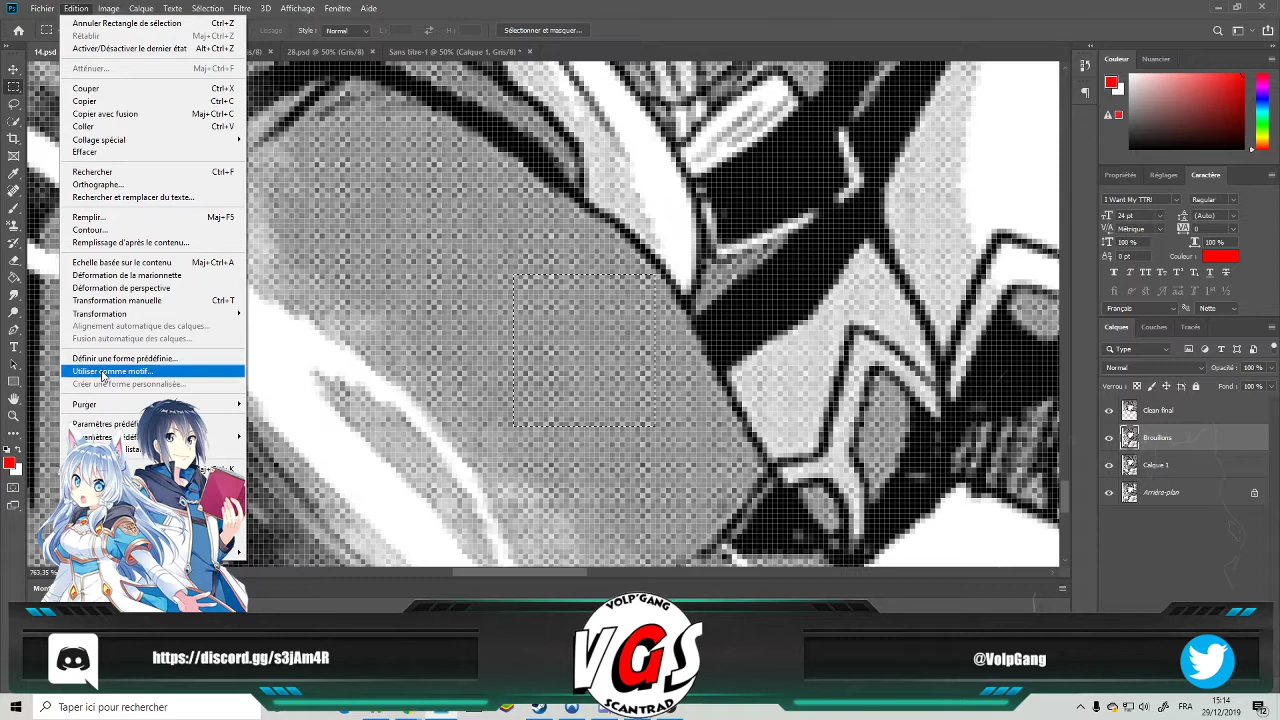 Ps Fichier Edition Image Calque Texte Sélection Filtre 3D Affichage Fenêtre Aide
Lissage Style : Normal L : H : Sélectionner et masquer...
14.psd
28.psd @ 50% (Gris/8) ×
Sans titre-1 @ 50% (Calque 1, Gris/8) * ×
Annuler Rectangle de sélection Ctrl+Z
Rétablir Maj+Ctrl+Z
Activer/Désactiver le dernier état Alt+Ctrl+Z
Atténuer... Maj+Ctrl+F
Couper Ctrl+X
Copier Ctrl+C
Copier avec fusion Maj+Ctrl+C
Coller Ctrl+V
Collage spécial
Effacer
Rechercher Ctrl+F
Orthographe...
Rechercher et remplacer du texte...
Remplir... Maj+F5
Contour...
Remplissage d'après le contenu...
Echelle basée sur le contenu Maj+Ctrl+Alt+C
Déformation de la marionnette
Déformation de perspective
Transformation manuelle Ctrl+T
Transformation
Alignement automatique des calques...
Fusion automatique des calques...
Définir une forme prédéfinie...
Utiliser comme motif...
Créer une forme personnalisée...
Purger
763,35 %
Couleur Nuancier
Propriétés Réglages Caractère
I Want My TTR! Regular
24 pt (Auto)
Métrique 0
100 % 100 %
0 pt Couleur :
Français Nette
Calques Couches Tracés
Type
Normal Opacité : 100%
Verrou : Fond : 100%
Clean final
Brouillons
Calque 1
Arrière-plan
https://discord.gg/s3jAm4R
VOLP'GANG
VGS
SCANTRAD
@VolpGang
Taper ici pour rechercher
FRA
15:14
29/12/2019